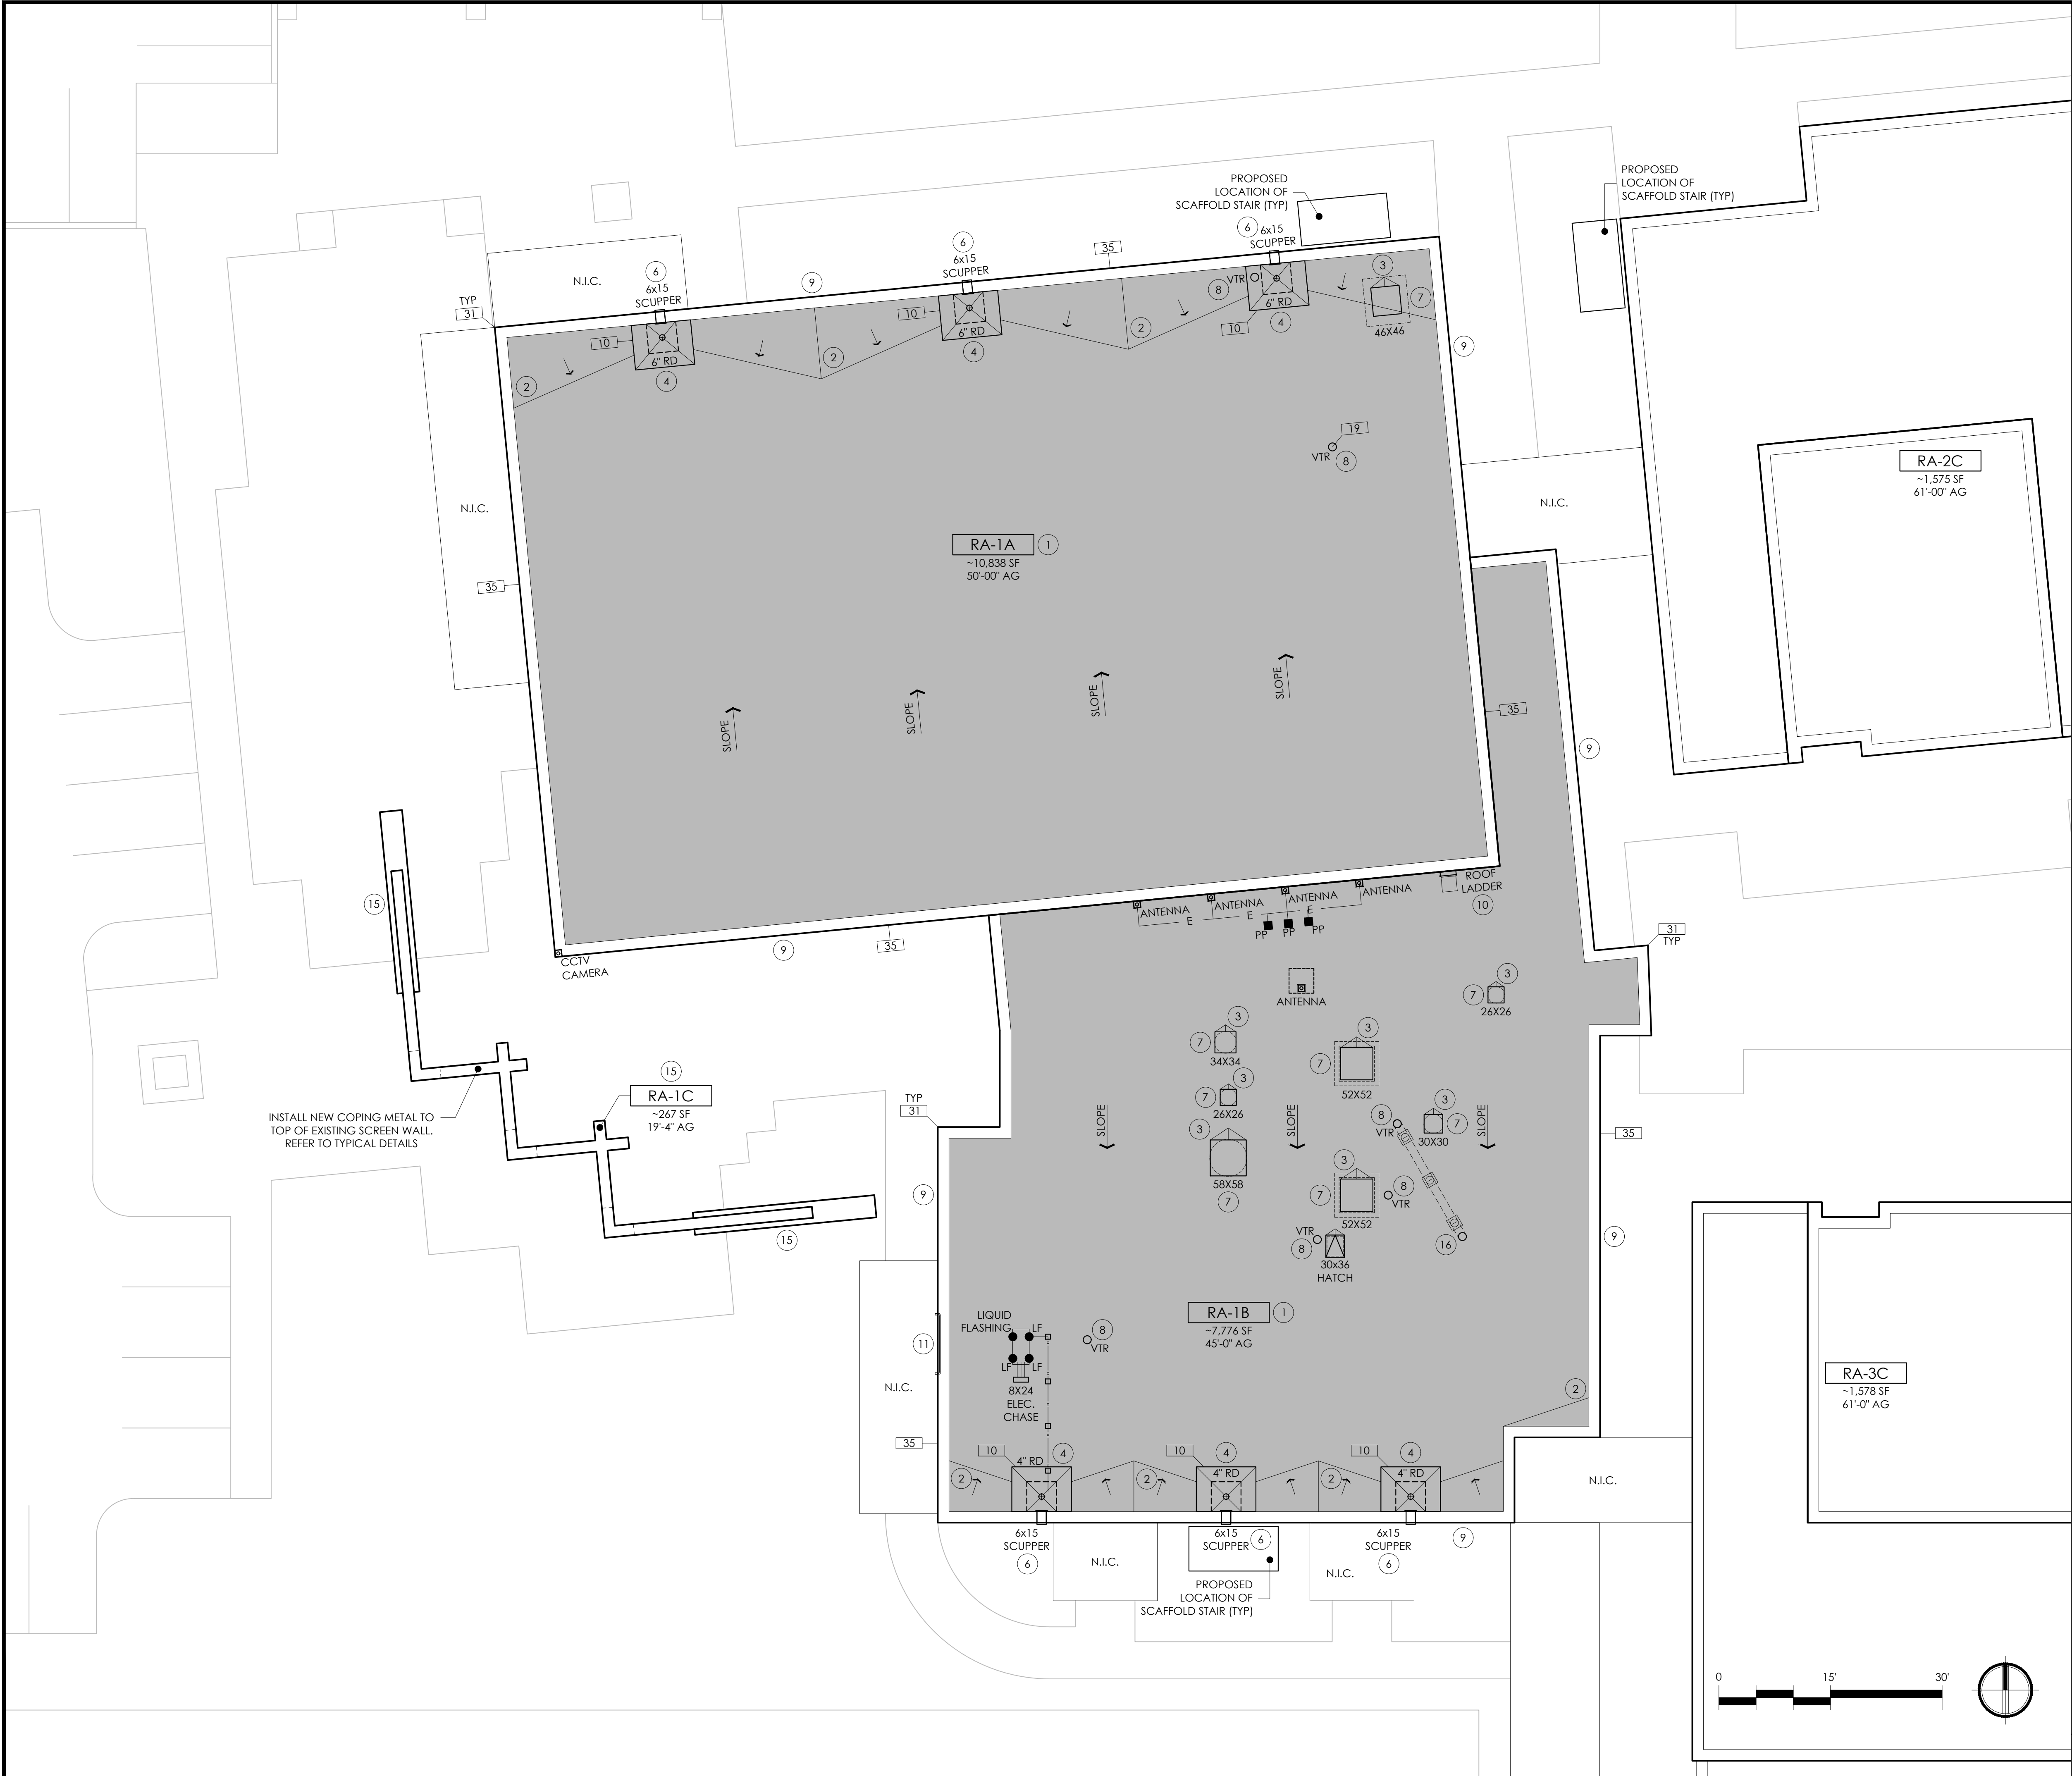 PROPOSED
LOCATION OF
SCAFFOLD STAIR (TYP)
PROPOSED
LOCATION OF
SCAFFOLD STAIR (TYP)
6
6x15
SCUPPER
6
6x15
SCUPPER
6
6x15
SCUPPER
35
9
N.I.C.
TYP
31
10
6" RD
4
10
6" RD
4
VTR
8
10
6" RD
4
3
7
46X46
9
2
2
2
19
VTR
8
N.I.C.
N.I.C.
RA-2C
~1,575 SF
61'-00" AG
RA-1A
1
~10,838 SF
50'-00" AG
35
SLOPE
SLOPE
SLOPE
SLOPE
35
9
15
ROOF
LADDER
10
ANTENNA
ANTENNA
ANTENNA
ANTENNA
E
E
E
PP
PP
PP
35
9
CCTV
CAMERA
31
TYP
ANTENNA
3
7
26X26
3
7
34X34
3
7
52X52
3
7
26X26
3
7
30X30
8
VTR
SLOPE
SLOPE
SLOPE
35
3
58X58
7
3
7
52X52
8
VTR
VTR
8
30x36
HATCH
16
9
15
RA-1C
~267 SF
19'-4" AG
INSTALL NEW COPING METAL TO
TOP OF EXISTING SCREEN WALL.
REFER TO TYPICAL DETAILS
TYP
31
9
15
LIQUID
FLASHING
LF
LF
LF
8
VTR
11
N.I.C.
8X24
ELEC.
CHASE
RA-1B
1
~7,776 SF
45'-0" AG
2
RA-3C
~1,578 SF
61'-0" AG
35
10
4" RD
4
10
4" RD
4
10
4" RD
4
2
2
2
N.I.C.
6x15
SCUPPER
6
6x15
SCUPPER
6
6x15
SCUPPER
6
9
N.I.C.
N.I.C.
PROPOSED
LOCATION OF
SCAFFOLD STAIR (TYP)
0
15'
30'